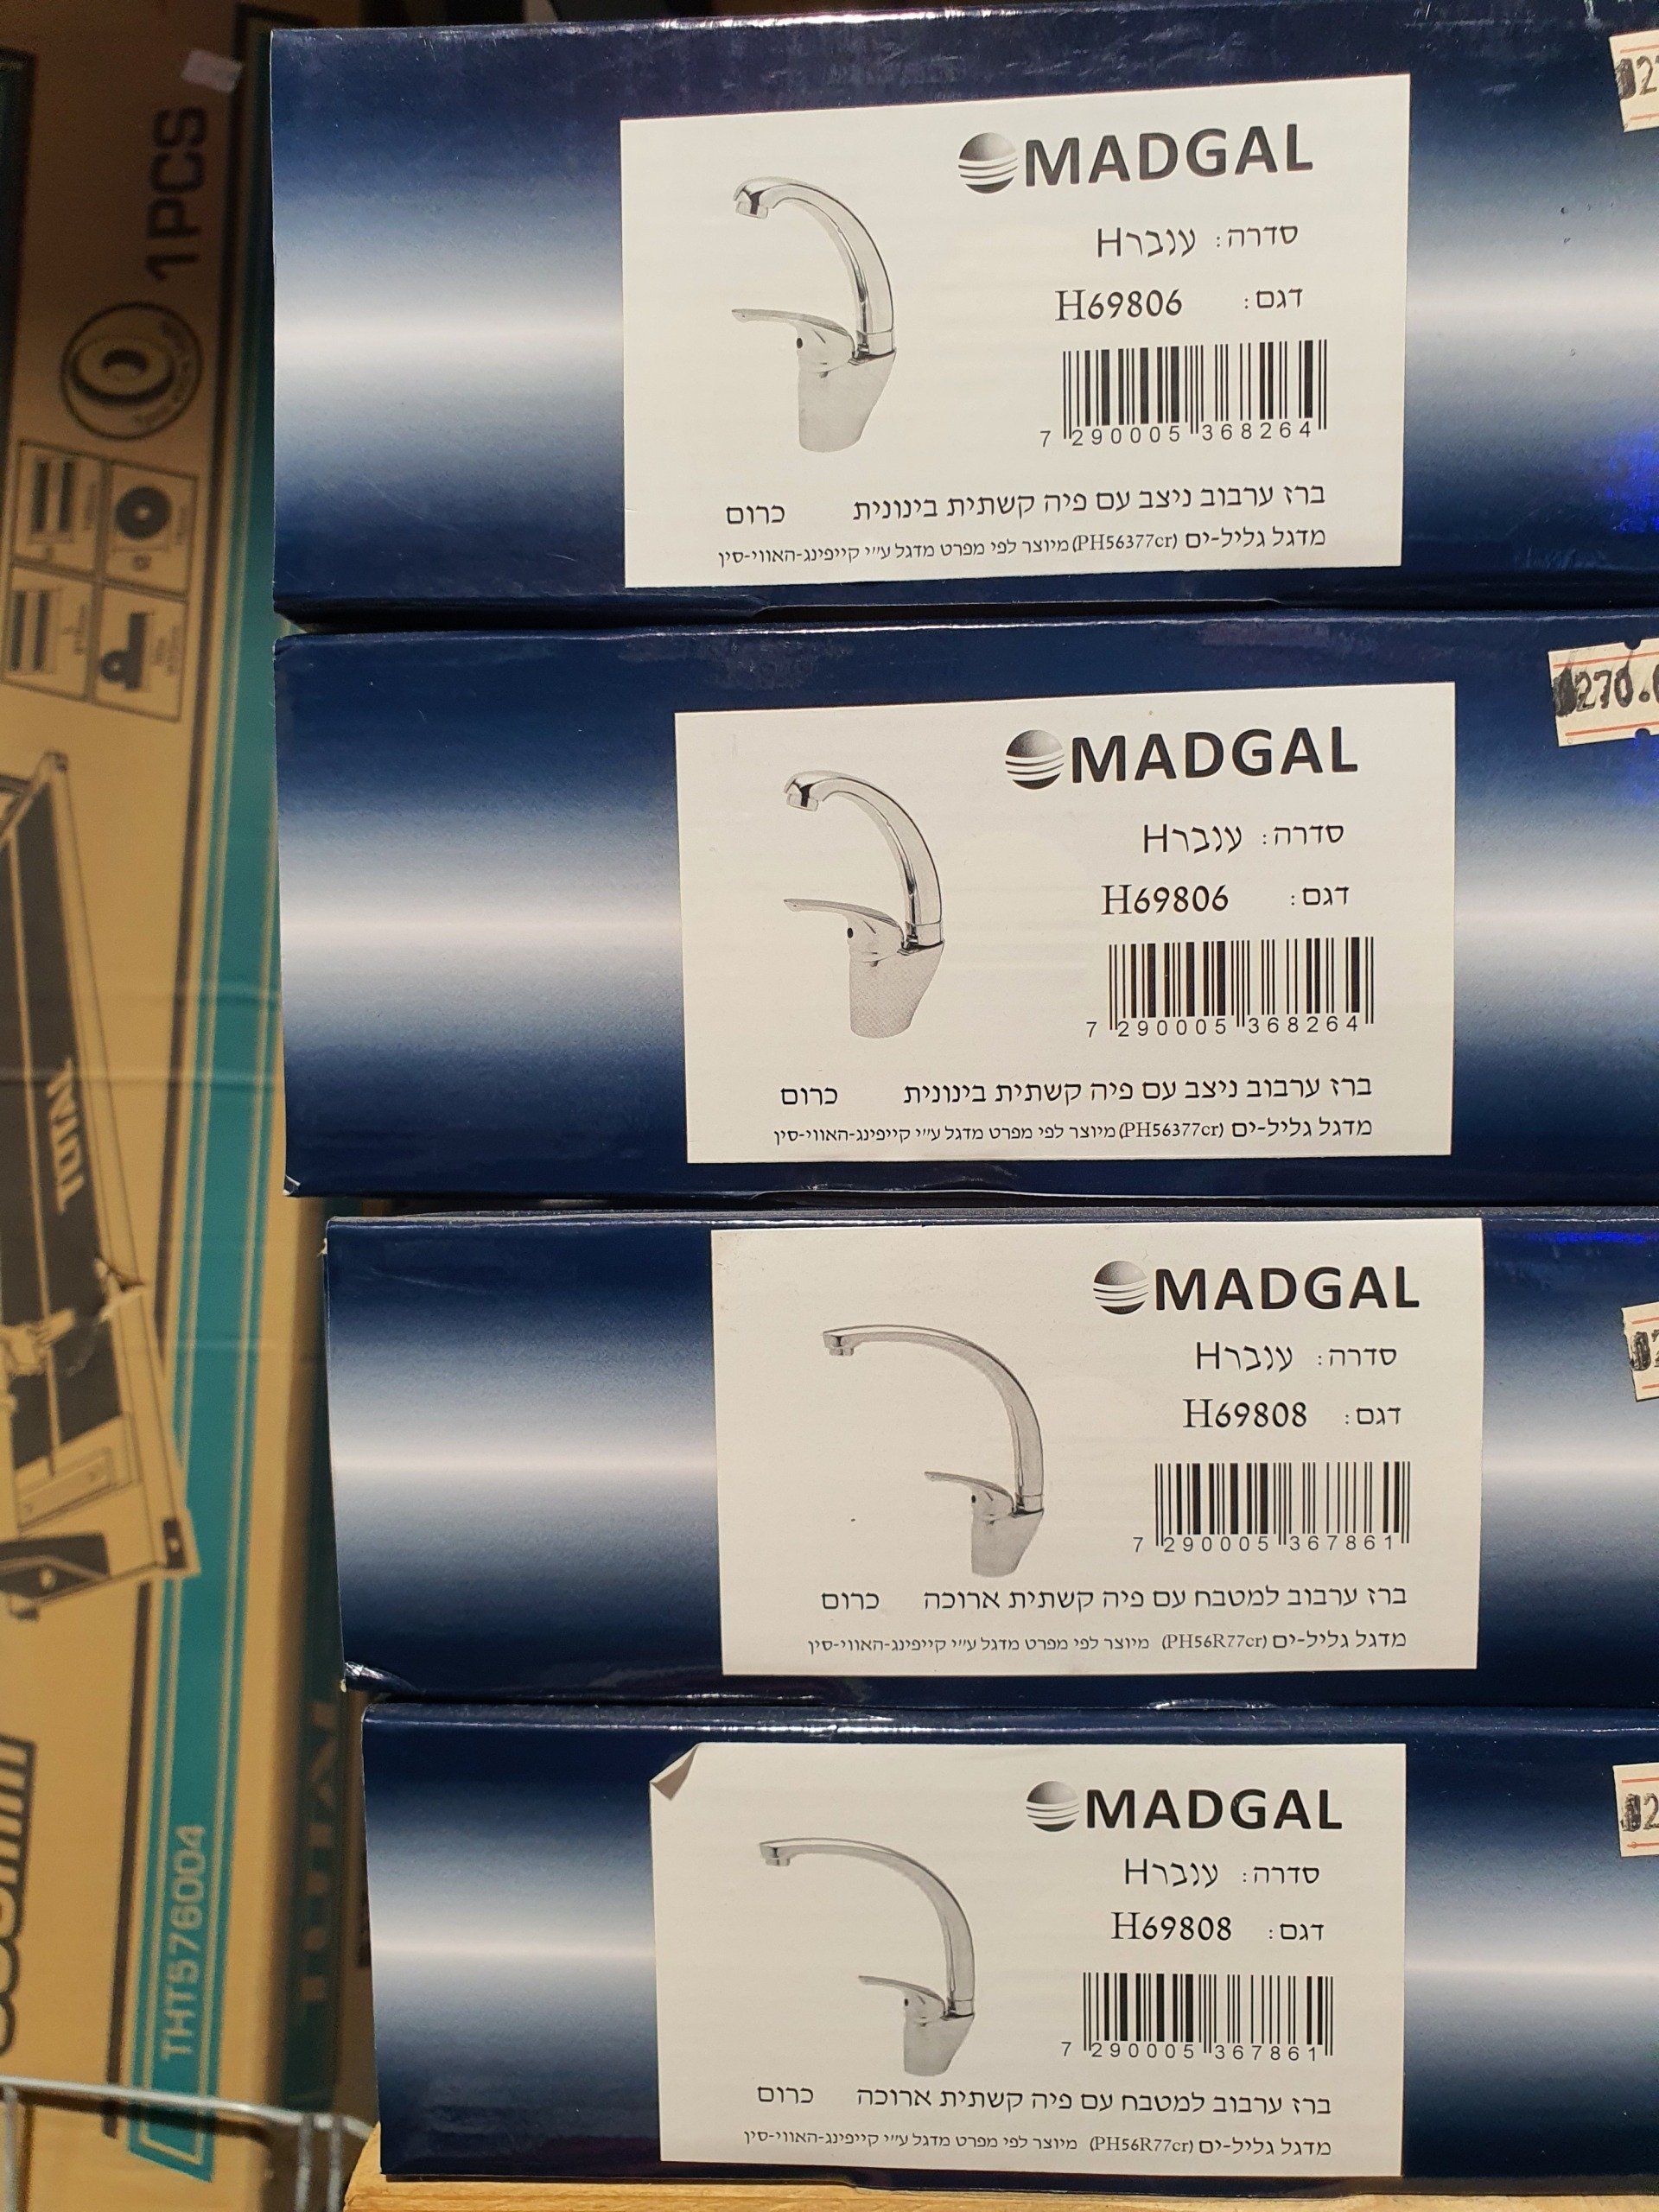 1PCS
TOTAL
THT576004
MADGAL
סדרה: ענברH
דגם: H69806
7 290005 368264
ברז ערבוב ניצב עם פיה קשתית בינונית כרום
מדגל גליל-ים (PH56377cr) מיוצר לפי מפרט מדגל ע"י קייפינג-האווי-סין
MADGAL
סדרה: ענברH
דגם: H69806
7 290005 368264
ברז ערבוב ניצב עם פיה קשתית בינונית כרום
מדגל גליל-ים (PH56377cr) מיוצר לפי מפרט מדגל ע"י קייפינג-האווי-סין
270.
MADGAL
סדרה: ענברH
דגם: H69808
7 290005 367861
ברז ערבוב למטבח עם פיה קשתית ארוכה כרום
מדגל גליל-ים (PH56R77cr) מיוצר לפי מפרט מדגל ע"י קייפינג-האווי-סין
MADGAL
סדרה: ענברH
דגם: H69808
7 290005 367861
ברז ערבוב למטבח עם פיה קשתית ארוכה כרום
מדגל גליל-ים (PH56R77cr) מיוצר לפי מפרט מדגל ע"י קייפינג-האווי-סין